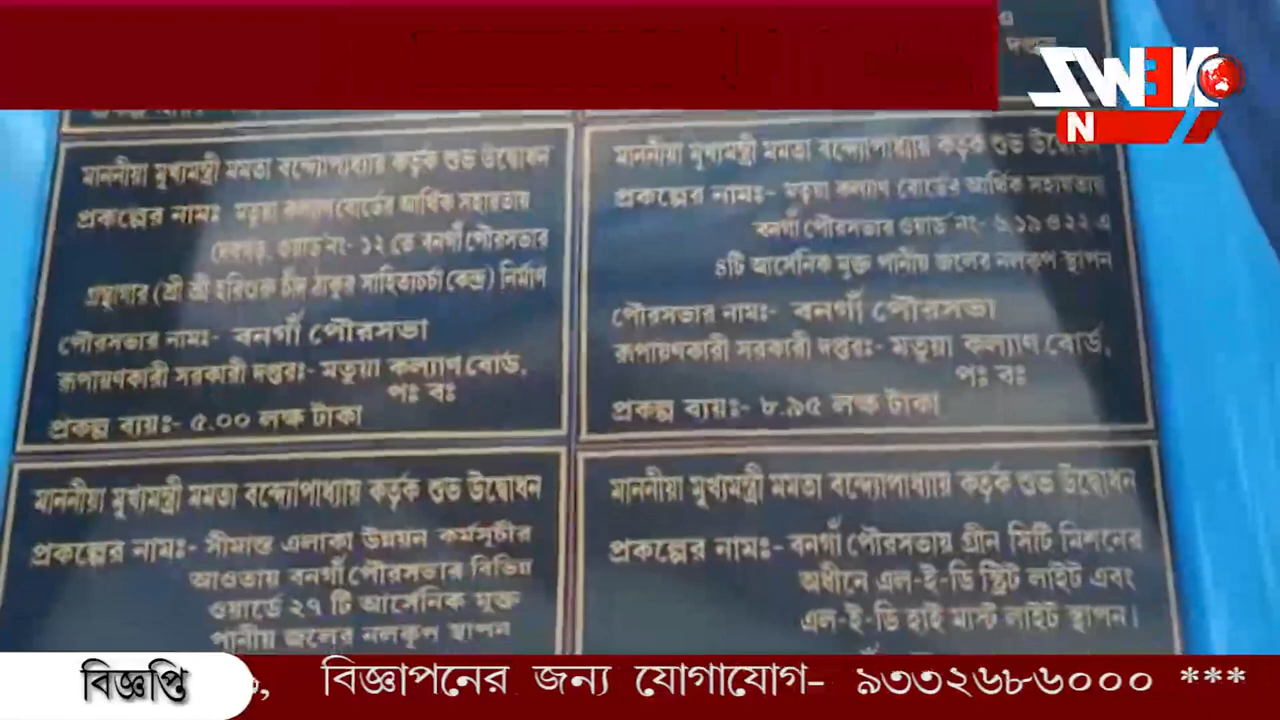 মাননীয়া মুখ্যমন্ত্রী মমতা বন্দ্যোপাধ্যায় কর্তৃক শুভ উদ্বোধন
প্রকল্পের নামঃ মতুয়া কল্যাণ বোর্ডের আর্থিক সহায়তায়
ওয়ার্ড নং- ১২ তে বনগাঁ পৌরসভার
গ্রন্থাগার (শ্রী শ্রী হরিগুরু চাঁদ ঠাকুর সাহিত্যচর্চা কেন্দ্র) নির্মাণ
পৌরসভার নামঃ- বনগাঁ পৌরসভা
রূপায়ণকারী সরকারী দপ্তরঃ- মতুয়া কল্যাণ বোর্ড,
পঃ বঃ
প্রকল্প ব্যয়ঃ- ৫.০০ লক্ষ টাকা
মাননীয়া মুখ্যমন্ত্রী মমতা বন্দ্যোপাধ্যায় কর্তৃক শুভ উদ্বোধন
প্রকল্পের নামঃ- মতুয়া কল্যাণ বোর্ডের আর্থিক সহায়তায়
বনগাঁ পৌরসভার ওয়ার্ড নং- ১৯ ও ২২ এ
৪টি আর্সেনিক মুক্ত পানীয় জলের নলকূপ স্থাপন
পৌরসভার নামঃ- বনগাঁ পৌরসভা
রূপায়ণকারী সরকারী দপ্তরঃ- মতুয়া কল্যাণ বোর্ড,
পঃ বঃ
প্রকল্প ব্যয়ঃ- ৮.৯৫ লক্ষ টাকা
মাননীয়া মুখ্যমন্ত্রী মমতা বন্দ্যোপাধ্যায় কর্তৃক শুভ উদ্বোধন
প্রকল্পের নামঃ- সীমান্ত এলাকা উন্নয়ন কর্মসূচীর
আওতায় বনগাঁ পৌরসভার বিভিন্ন
ওয়ার্ডে ২৭ টি আর্সেনিক মুক্ত
পানীয় জলের নলকূপ স্থাপন
মাননীয়া মুখ্যমন্ত্রী মমতা বন্দ্যোপাধ্যায় কর্তৃক শুভ উদ্বোধন
প্রকল্পের নামঃ- বনগাঁ পৌরসভায় গ্রীন সিটি মিশনের
অধীনে এল-ই-ডি স্ট্রিট লাইট এবং
এল-ই-ডি হাই মাস্ট লাইট স্থাপন।
N
বিজ্ঞপ্তি
বিজ্ঞাপনের জন্য যোগাযোগ- ৯৩৩২৬৮৬০০০ ***